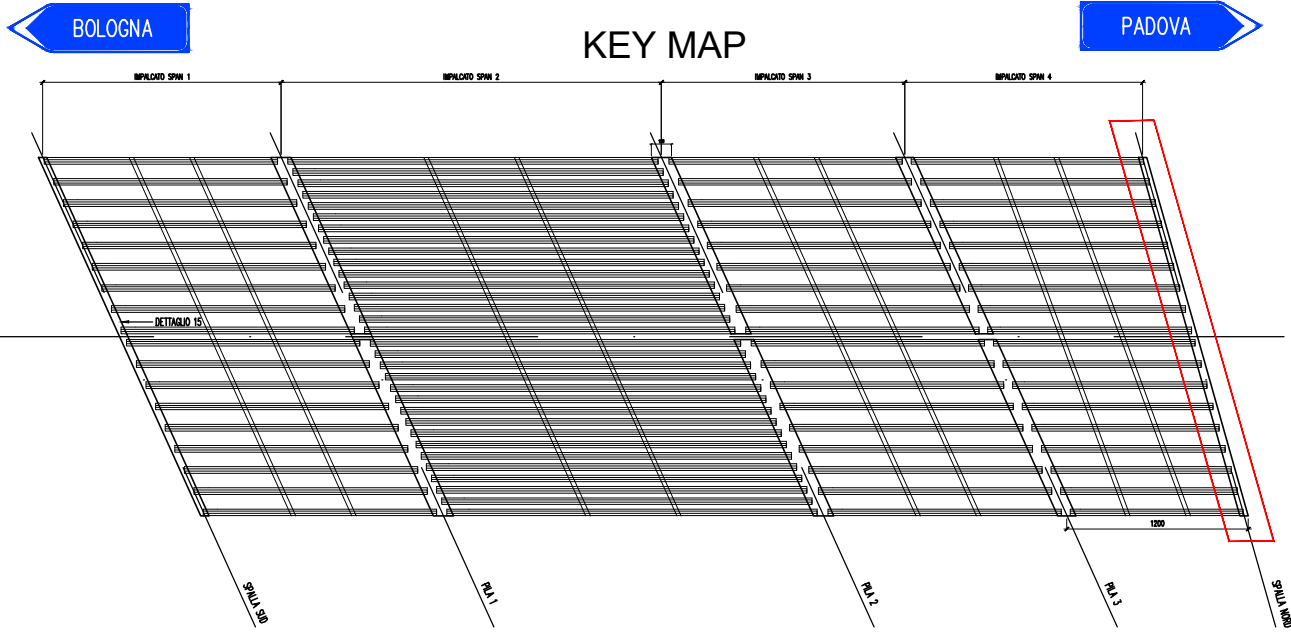 BOLOGNA
PADOVA
KEY MAP
IMPALCATO SPAN 1
IMPALCATO SPAN 2
IMPALCATO SPAN 3
IMPALCATO SPAN 4
DETTAGLIO 15
1200
SPALLA SUD
PILA 1
PILA 2
PILA 3
SPALLA NORD